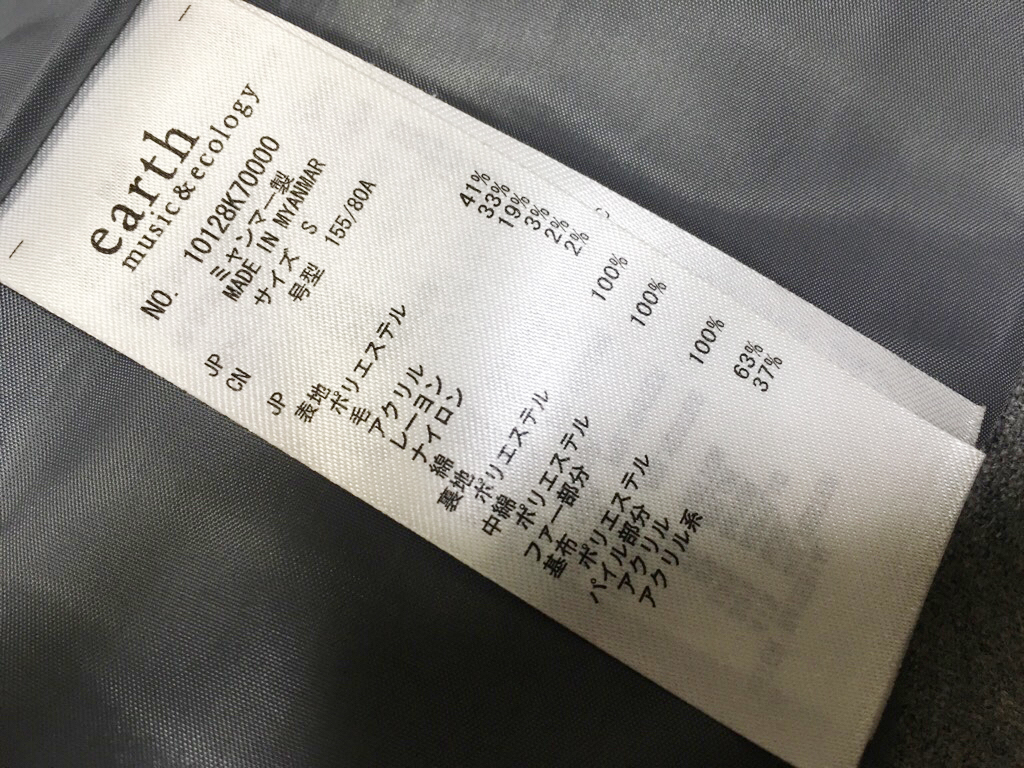 earth
music&ecology
NO. 10128K70000
ミャンマー製
MADE IN MYANMAR
JP サイズ S
CN 号型 155/80A
JP
表地
ポリエステル 41%
毛 33%
アクリル 19%
レーヨン 3%
ナイロン 2%
綿 2%
裏地
ポリエステル 100%
中綿
ポリエステル 100%
ファー部分
基布 ポリエステル 100%
パイル部分
アクリル 63%
アクリル系 37%